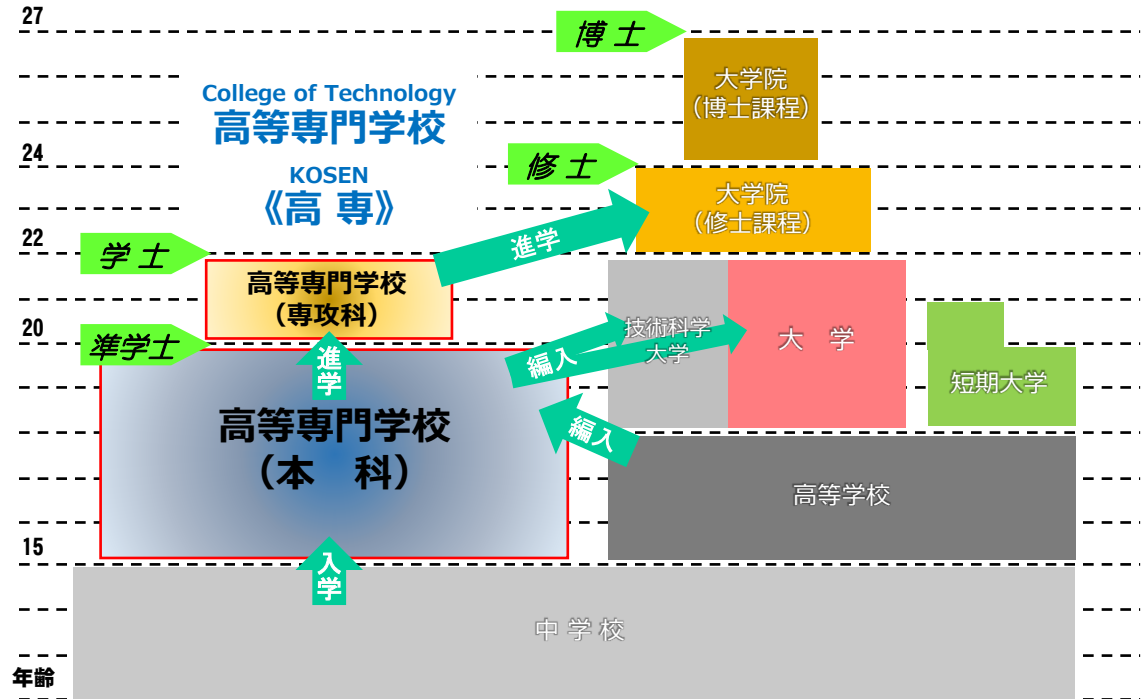 27
博 士
大学院
（博士課程）
College of Technology
高等専門学校
KOSEN
《高 専》
24
修 士
大学院
（修士課程）
22
学 士
進学
高等専門学校
（専攻科）
20
準学士
進学
編入
技術科学
大学
大　学
短期大学
高等専門学校
（本　科）
編入
高等学校
15
入学
中 学 校
年齢